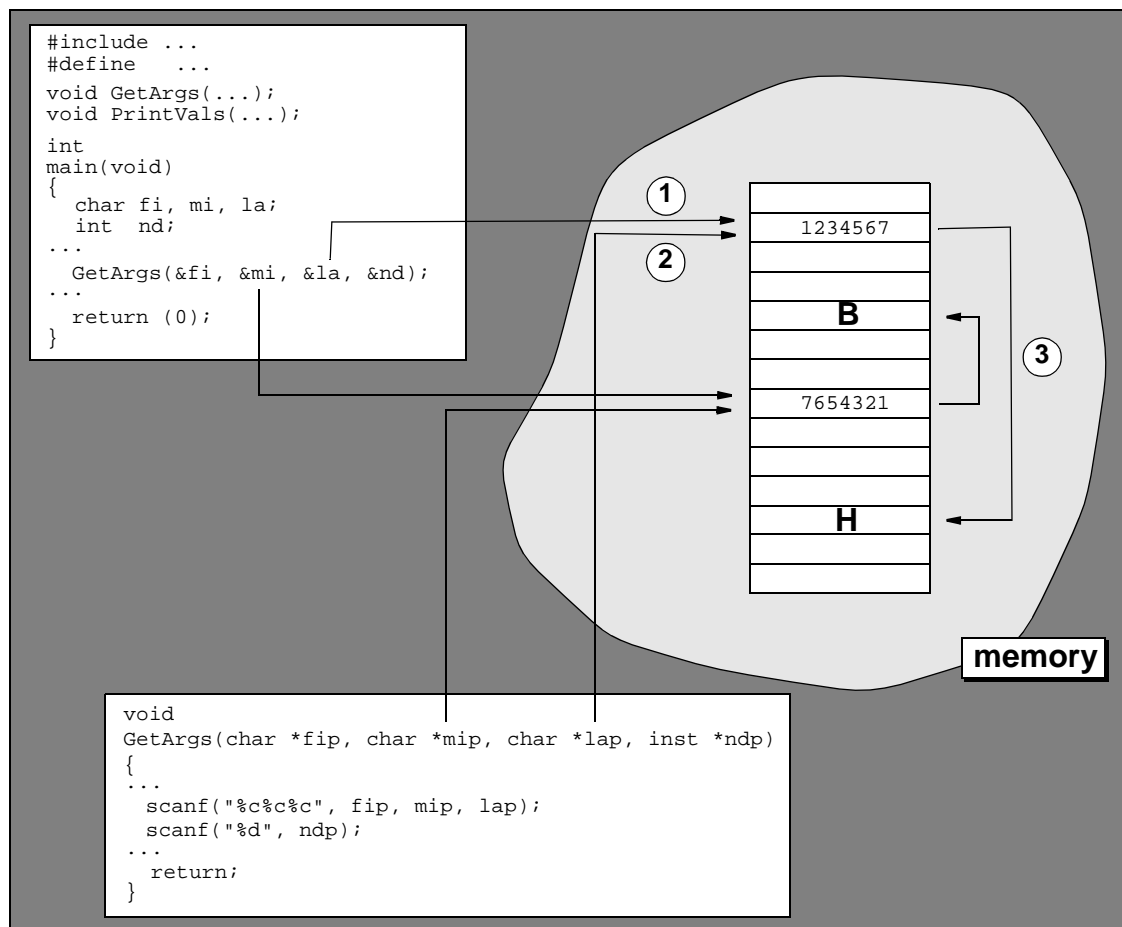 #include ...
#define ...
void GetArgs(...);
void PrintVals(...);
int
main(void)
{
char fi, mi, la;
int nd;
...
GetArgs(&fi, &mi, &la, &nd);
...
return (0);
}
1
2
3
1234567
B
7654321
H
memory
void
GetArgs(char *fip, char *mip, char *lap, inst *ndp)
{
...
scanf("%c%c%c", fip, mip, lap);
scanf("%d", ndp);
...
return;
}